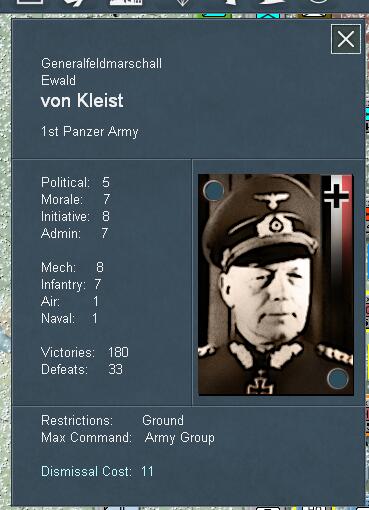 Generalfeldmarschall
Ewald
von Kleist
1st Panzer Army
Political: 5
Morale: 7
Initiative: 8
Admin: 7
Mech: 8
Infantry: 7
Air: 1
Naval: 1
Victories: 180
Defeats: 33
Restrictions: Ground
Max Command: Army Group
Dismissal Cost: 11